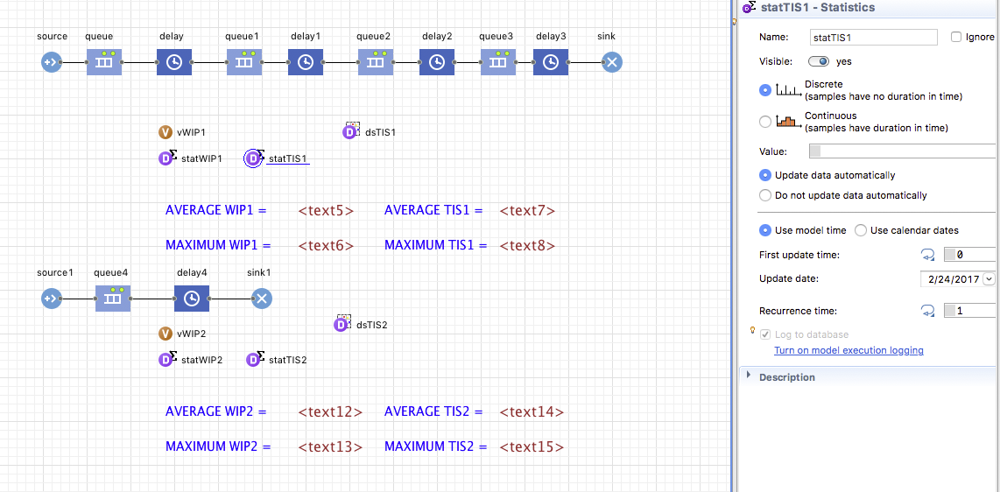 source queue delay queue1 delay1 queue2 delay2 queue3 delay3 sink
V vWIP1 D dsTIS1
D Σ statWIP1 D Σ statTIS1
AVERAGE WIP1 = <text5> AVERAGE TIS1 = <text7>
MAXIMUM WIP1 = <text6> MAXIMUM TIS1 = <text8>
source1 queue4 delay4 sink1
V vWIP2 D dsTIS2
D Σ statWIP2 D Σ statTIS2
AVERAGE WIP2 = <text12> AVERAGE TIS2 = <text14>
MAXIMUM WIP2 = <text13> MAXIMUM TIS2 = <text15>
D Σ statTIS1 - Statistics
Name: statTIS1 Ignore
Visible: yes
Discrete
(samples have no duration in time)
Continuous
(samples have duration in time)
Value:
Update data automatically
Do not update data automatically
Use model time Use calendar dates
First update time: 0
Update date: 2/24/2017
Recurrence time: 1
Log to database
Turn on model execution logging
Description